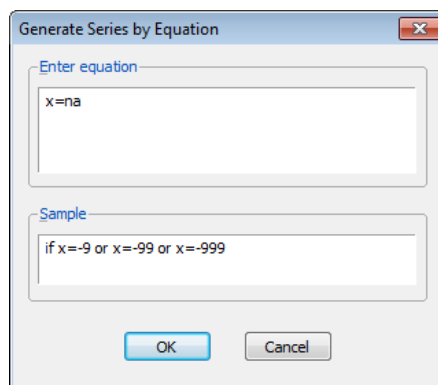 Generate Series by Equation
Enter equation
x=na
Sample
if x=-9 or x=-99 or x=-999
OK
Cancel